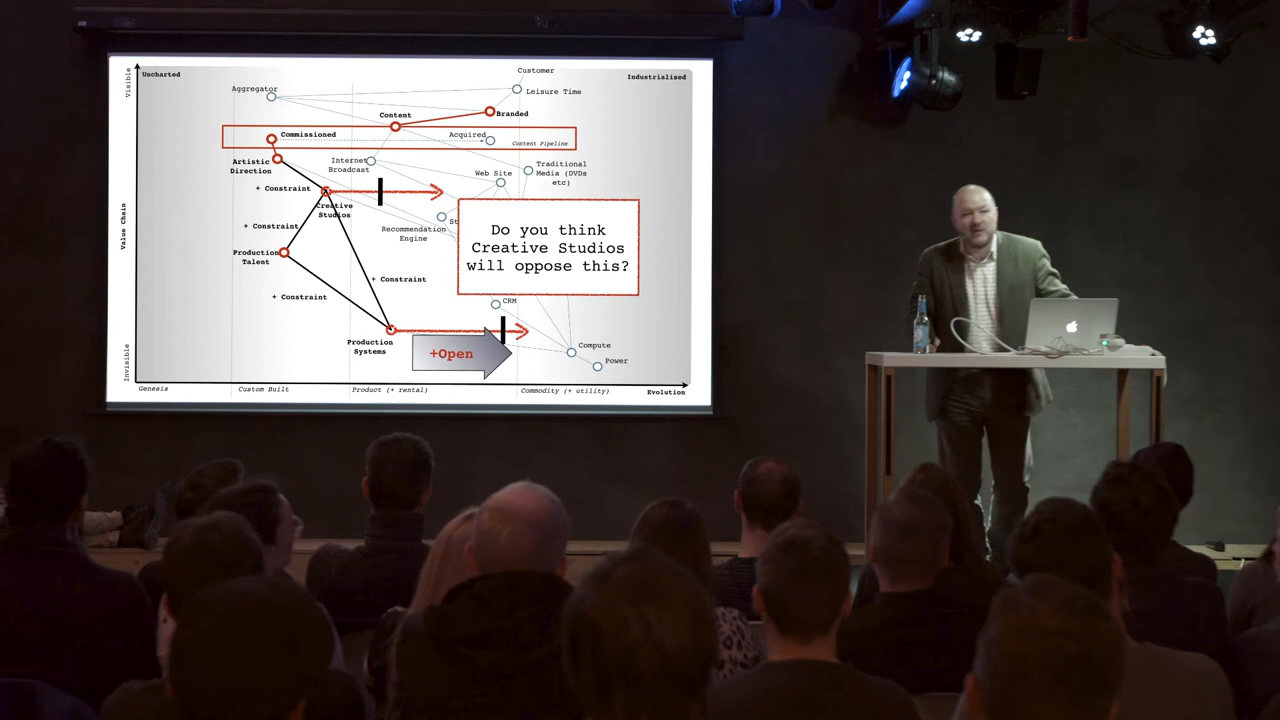 Customer
Uncharted
Industrialised
Visible
Aggregator
Leisure Time
Content
Branded
Commissioned
Acquired
Content Pipeline
Artistic
Direction
Internet
Broadcast
Traditional
Media (DVDs
etc)
Web Site
+ Constraint
Creative
Studios
St
Recommendation
Engine
Value Chain
+ Constraint
Do you think
Creative Studios
will oppose this?
Production
Talent
+ Constraint
+ Constraint
CRM
Production
Systems
+Open
Compute
Power
Invisible
Genesis
Custom Built
Product (+ rental)
Commodity (+ utility)
Evolution